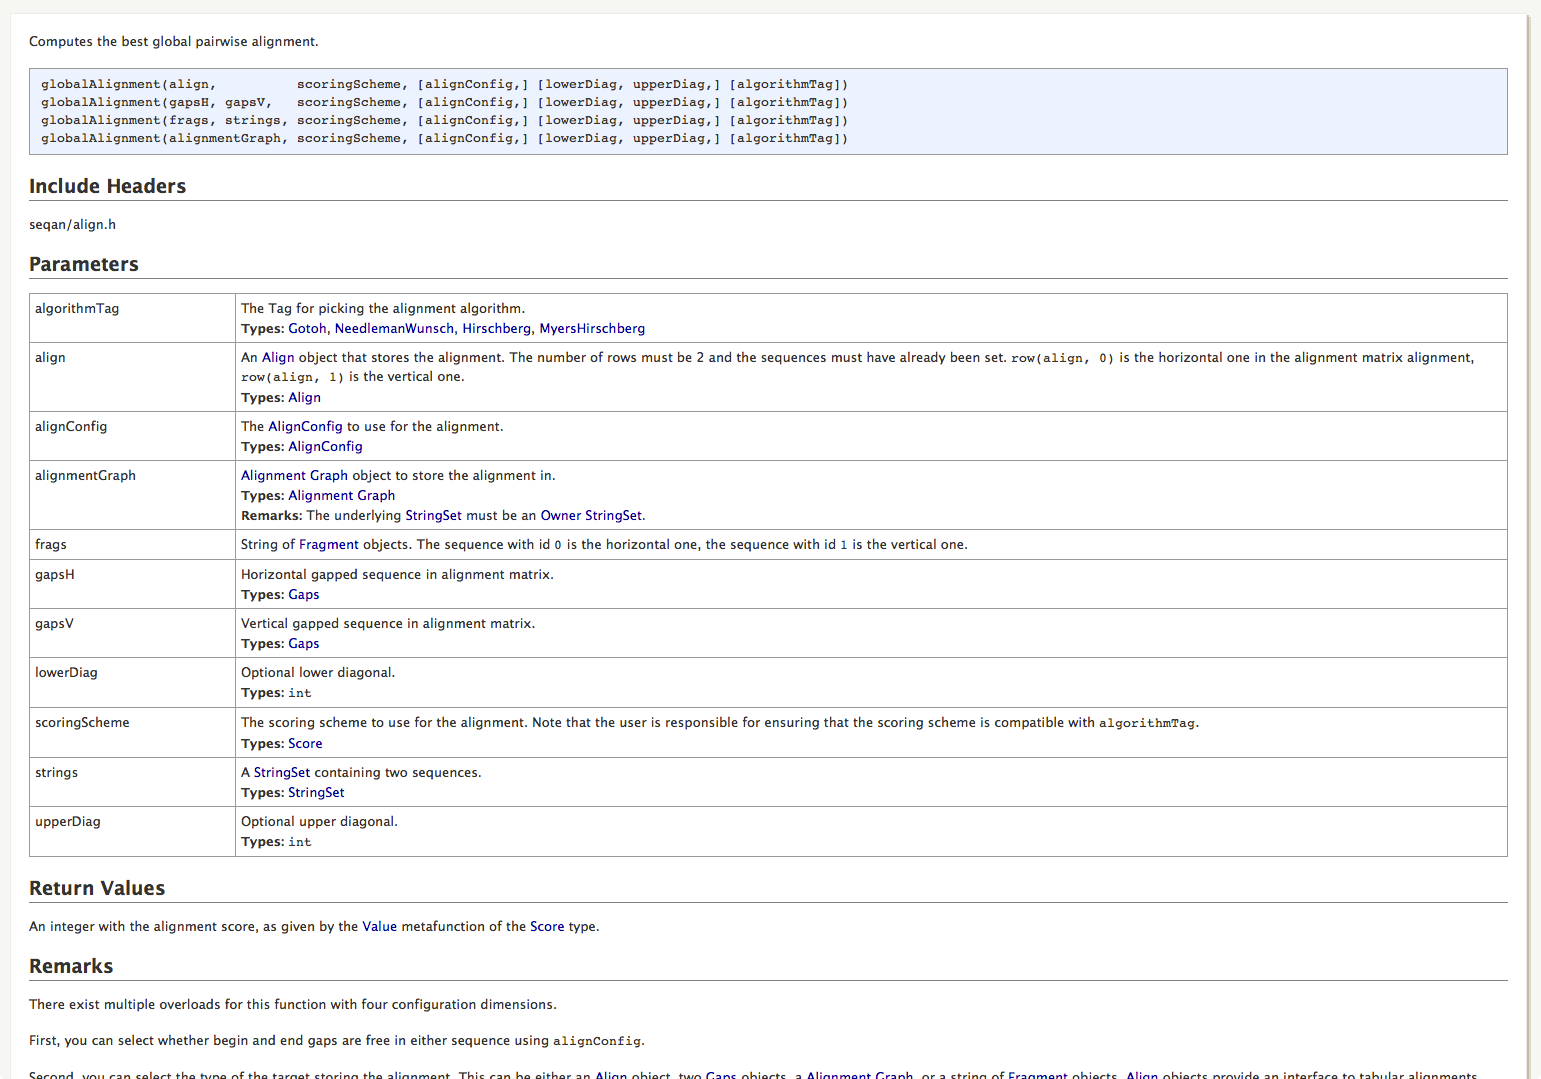 Computes the best global pairwise alignment.
globalAlignment(align,          scoringScheme, [alignConfig,] [lowerDiag, upperDiag,] [algorithmTag])
globalAlignment(gapsH, gapsV,   scoringScheme, [alignConfig,] [lowerDiag, upperDiag,] [algorithmTag])
globalAlignment(frags, strings, scoringScheme, [alignConfig,] [lowerDiag, upperDiag,] [algorithmTag])
globalAlignment(alignmentGraph, scoringScheme, [alignConfig,] [lowerDiag, upperDiag,] [algorithmTag])
Include Headers
seqan/align.h
Parameters
algorithmTag
The Tag for picking the alignment algorithm.
Types: Gotoh, NeedlemanWunsch, Hirschberg, MyersHirschberg
align
An Align object that stores the alignment. The number of rows must be 2 and the sequences must have already been set. row(align, 0) is the horizontal one in the alignment matrix alignment,
row(align, 1) is the vertical one.
Types: Align
alignConfig
The AlignConfig to use for the alignment.
Types: AlignConfig
alignmentGraph
Alignment Graph object to store the alignment in.
Types: Alignment Graph
Remarks: The underlying StringSet must be an Owner StringSet.
frags
String of Fragment objects. The sequence with id 0 is the horizontal one, the sequence with id 1 is the vertical one.
gapsH
Horizontal gapped sequence in alignment matrix.
Types: Gaps
gapsV
Vertical gapped sequence in alignment matrix.
Types: Gaps
lowerDiag
Optional lower diagonal.
Types: int
scoringScheme
The scoring scheme to use for the alignment. Note that the user is responsible for ensuring that the scoring scheme is compatible with algorithmTag.
Types: Score
strings
A StringSet containing two sequences.
Types: StringSet
upperDiag
Optional upper diagonal.
Types: int
Return Values
An integer with the alignment score, as given by the Value metafunction of the Score type.
Remarks
There exist multiple overloads for this function with four configuration dimensions.
First, you can select whether begin and end gaps are free in either sequence using alignConfig.
Second, you can select the type of the target storing the alignment. This can be either an Align object, two Gaps objects, a Alignment Graph, or a string of Fragment objects. Align objects provide an interface to tabular alignments